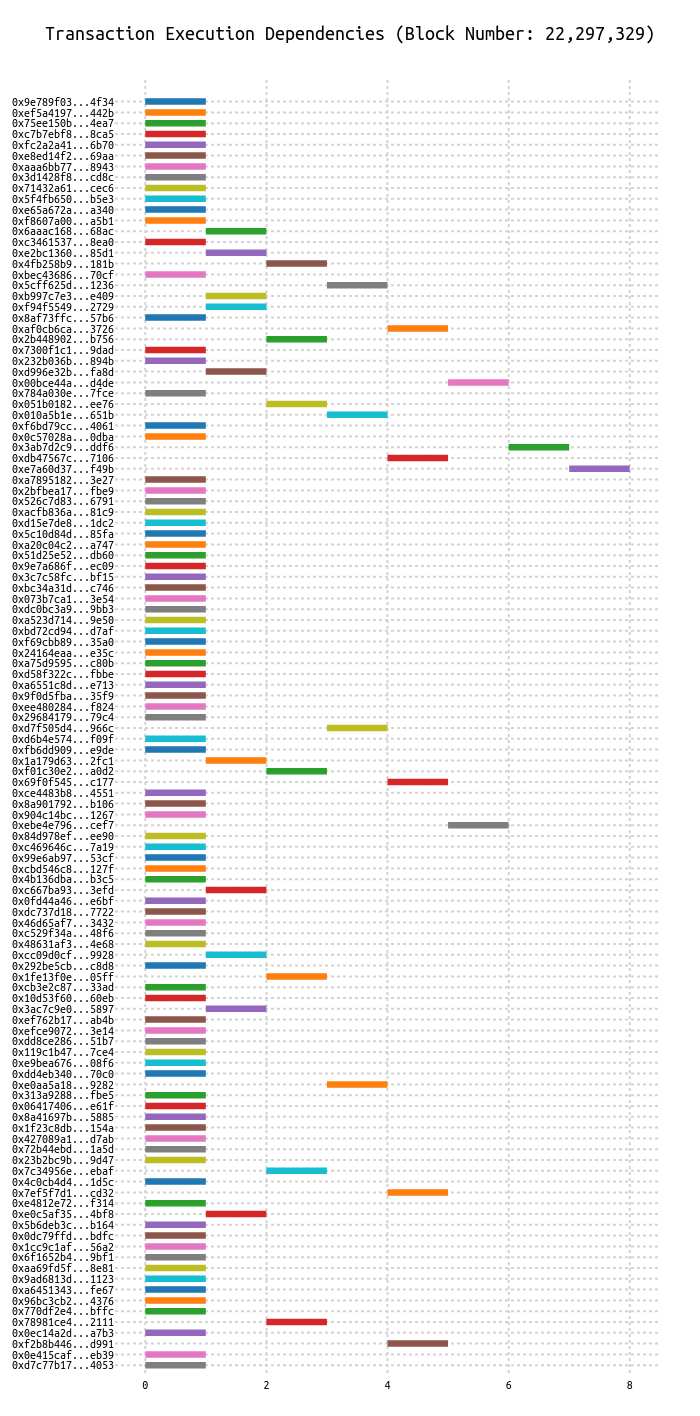 Transaction Execution Dependencies (Block Number: 22,297,329)
0x9e789f03...4f34
0xef5a4197...442b
0x75ee150b...4ea7
0xc7b7ebf8...8ca5
0xfc2a2a41...6b70
0xe8ed14f2...69aa
0xaaa6bb77...8943
0x3d1428f8...cd8c
0x71432a61...cec6
0x5f4fb650...b5e3
0xe65a672a...a340
0xf8607a00...a5b1
0x6aaac168...68ac
0xc3461537...8ea0
0xe2bc1360...85d1
0x4fb258b9...181b
0xbec43686...70cf
0x5cff625d...1236
0xb997c7e3...e409
0xf94f5549...2729
0x8af73ffc...57b6
0xaf0cb6ca...3726
0x2b448902...b756
0x7300f1c1...9dad
0x232b036b...894b
0xd996e32b...fa8d
0x00bce44a...d4de
0x784a030e...7fce
0x051b0182...ee76
0x010a5b1e...651b
0xf6bd79cc...4061
0x0c57028a...0dba
0x3ab7d2c9...ddf6
0xdb47567c...7106
0xe7a60d37...f49b
0xa7895182...3e27
0x2bfbea17...fbe9
0x526c7d83...6791
0xacfb836a...81c9
0xd15e7de8...1dc2
0x5c10d84d...85fa
0xa20c04c2...a747
0x51d25e52...db60
0x9e7a686f...ec09
0x3c7c58fc...bf15
0xbc34a31d...c746
0x073b7ca1...3e54
0xdc0bc3a9...9bb3
0xa523d714...9e50
0xbd72cd94...d7af
0xf69cbb89...35a0
0x24164eaa...e35c
0xa75d9595...c80b
0xd58f322c...fbbe
0xa6551c8d...e713
0x9f0d5fba...35f9
0xee480284...f824
0x29684179...79c4
0xd7f505d4...966c
0xd6b4e574...f09f
0xfb6dd909...e9de
0x1a179d63...2fc1
0xf01c30e2...a0d2
0x69f0f545...c177
0xce4483b8...4551
0x8a901792...b106
0x904c14bc...1267
0xebe4e796...cef7
0x84d978ef...ee90
0xc469646c...7a19
0x99e6ab97...53cf
0xcbd546c8...127f
0x4b136dba...b3c5
0xc667ba93...3efd
0x0fd44a46...e6bf
0xdc737d18...7722
0x46d65af7...3432
0xc529f34a...48f6
0x48631af3...4e68
0xcc09d0cf...9928
0x292be5cb...c8d8
0x1fe13f0e...05ff
0xcb3e2c87...33ad
0x10d53f60...60eb
0x3ac7c9e0...5897
0xef762b17...ab4b
0xefce9072...3e14
0xdd8ce286...51b7
0x119c1b47...7ce4
0xe9bea676...08f6
0xdd4eb340...70c0
0xe0aa5a18...9282
0x313a9288...fbe5
0x06417406...e61f
0x8a41697b...5885
0x1f23c8db...154a
0x427089a1...d7ab
0x72b44ebd...1a5d
0x23b2bc9b...9d47
0x7c34956e...ebaf
0x4c0cb4d4...1d5c
0x7ef5f7d1...cd32
0xe4812e72...f314
0xe0c5af35...4bf8
0x5b6deb3c...b164
0x0dc79ffd...bdfc
0x1cc9c1af...56a2
0x6f1652b4...9bf1
0xaa69fd5f...8e81
0x9ad6813d...1123
0xa6451343...fe67
0x96bc3cb2...4376
0x770df2e4...bffc
0x78981ce4...2111
0x0ec14a2d...a7b3
0xf2b8b446...d991
0x0e415caf...eb39
0xd7c77b17...4053
0 2 4 6 8